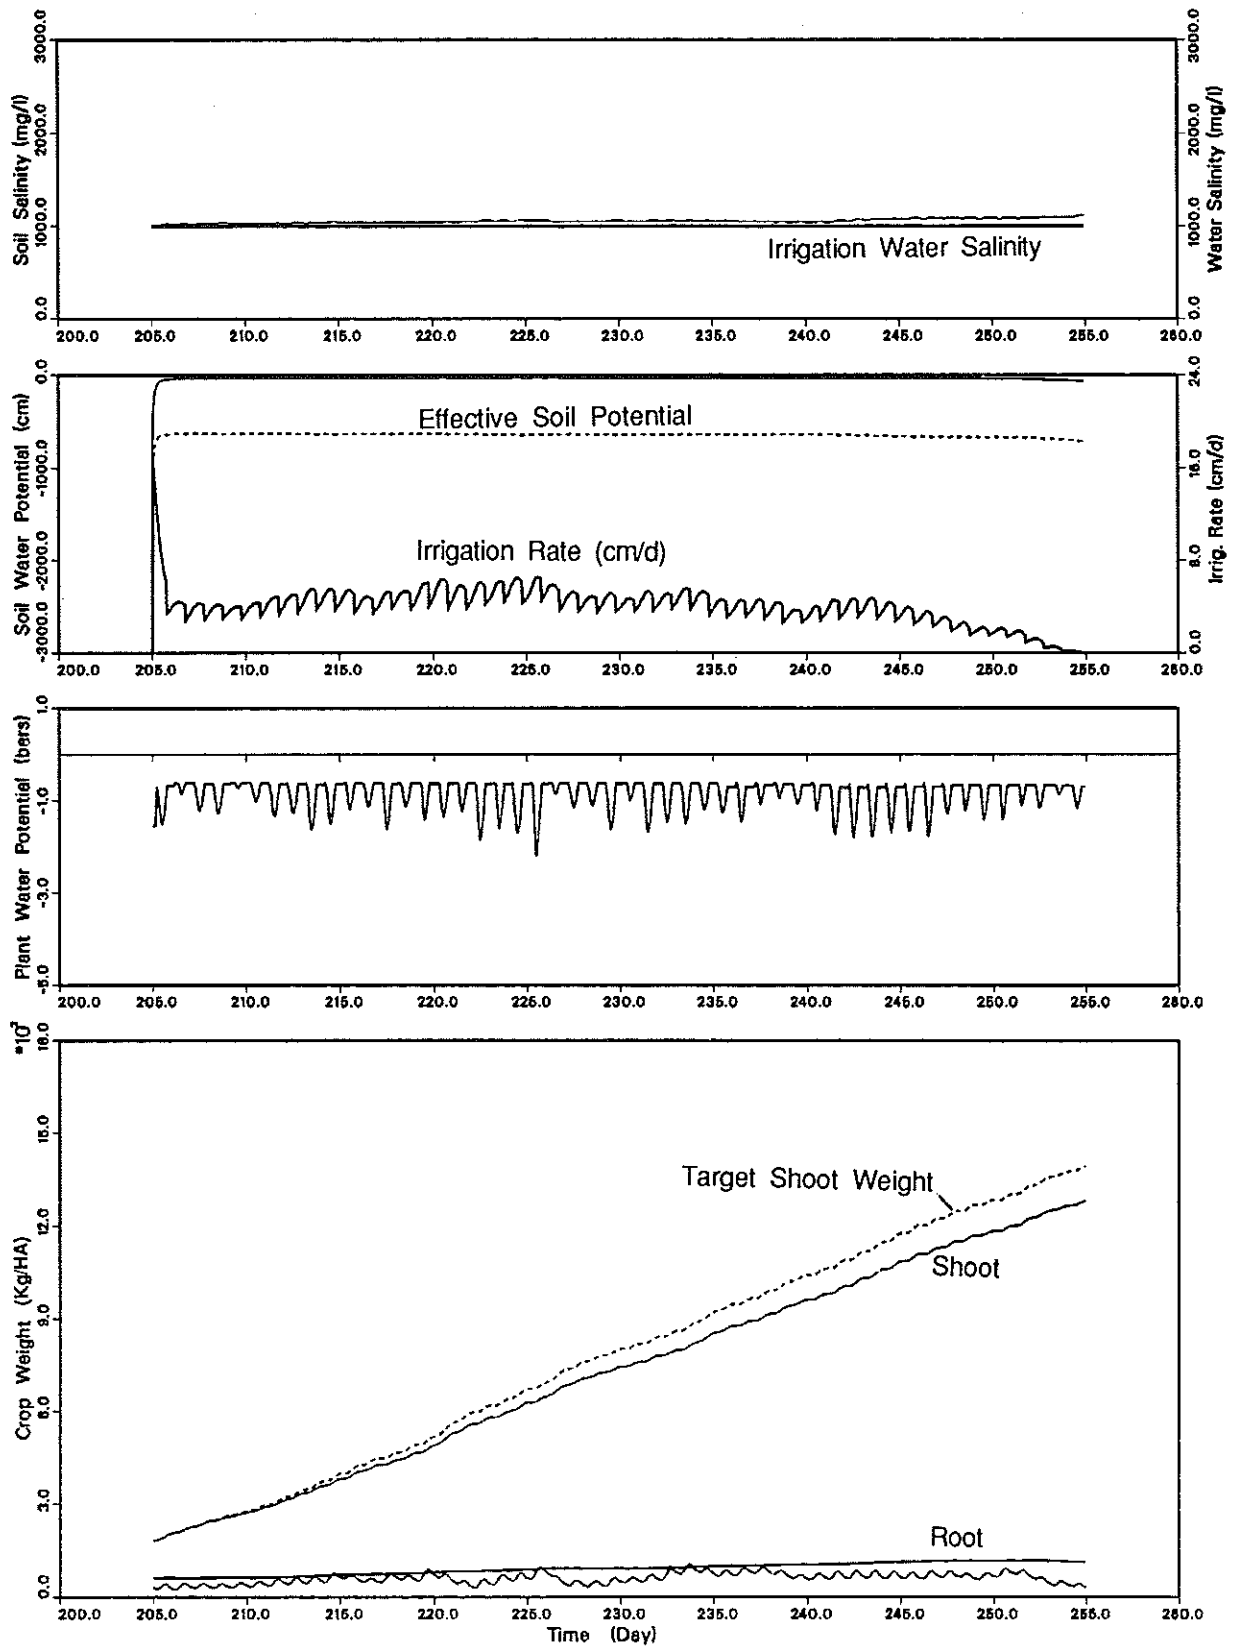 3000.0
2000.0
1000.0
0.0
Soil Salinity (mg/l)
3000.0
2000.0
1000.0
0.0
Water Salinity (mg/l)
Irrigation Water Salinity
200.0 205.0 210.0 215.0 220.0 225.0 230.0 235.0 240.0 245.0 250.0 255.0 260.0
0.0
-1000.0
-2000.0
-3000.0
Soil Water Potential (cm)
24.0
16.0
8.0
0.0
Irrig. Rate (cm/d)
Effective Soil Potential
Irrigation Rate (cm/d)
200.0 205.0 210.0 215.0 220.0 225.0 230.0 235.0 240.0 245.0 250.0 255.0 260.0
1.0
-1.0
-3.0
-5.0
Plant Water Potential (bars)
200.0 205.0 210.0 215.0 220.0 225.0 230.0 235.0 240.0 245.0 250.0 255.0 260.0
*10³
18.0
15.0
12.0
9.0
6.0
3.0
0.0
Crop Weight (Kg/HA)
Target Shoot Weight
Shoot
Root
200.0 205.0 210.0 215.0 220.0 225.0 230.0 235.0 240.0 245.0 250.0 255.0 260.0
Time (Day)